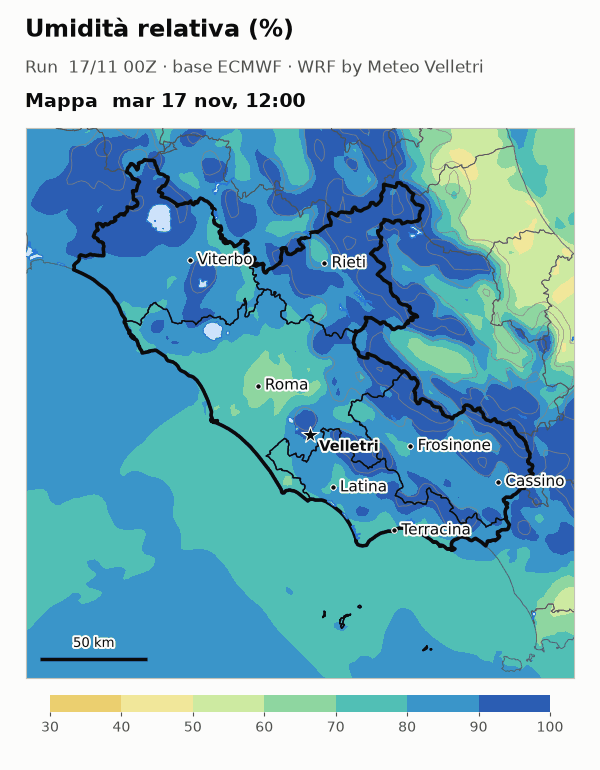 Umidità relativa (%)
Run 17/11 00Z · base ECMWF · WRF by Meteo Velletri
Mappa mar 17 nov, 12:00
Viterbo
Rieti
Roma
Velletri
Frosinone
Latina
Cassino
Terracina
50 km
30 40 50 60 70 80 90 100